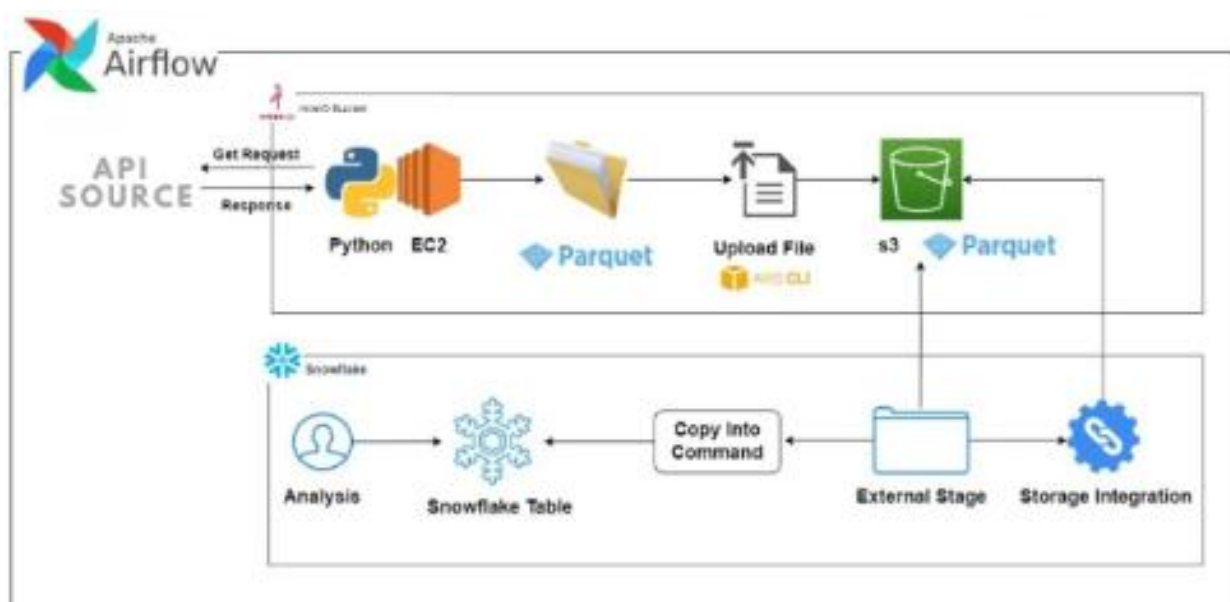 Apache
Airflow
API
SOURCE
Get Request
Response
Python EC2
Parquet
Upload File
AWS CLI
s3
Parquet
Snowflake
Copy Into
Command
Analysis
Snowflake Table
External Stage
Storage Integration